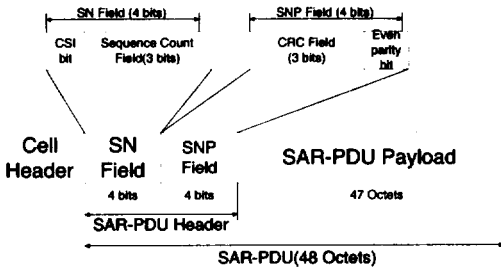 SN Field (4 bits)
SNP Field (4 bits)
CSI bit
Sequence Count Field(3 bits)
CRC Field (3 bits)
Even parity bit
Cell Header
SN Field
4 bits
SNP Field
4 bits
SAR-PDU Payload
47 Octets
SAR-PDU Header
SAR-PDU(48 Octets)